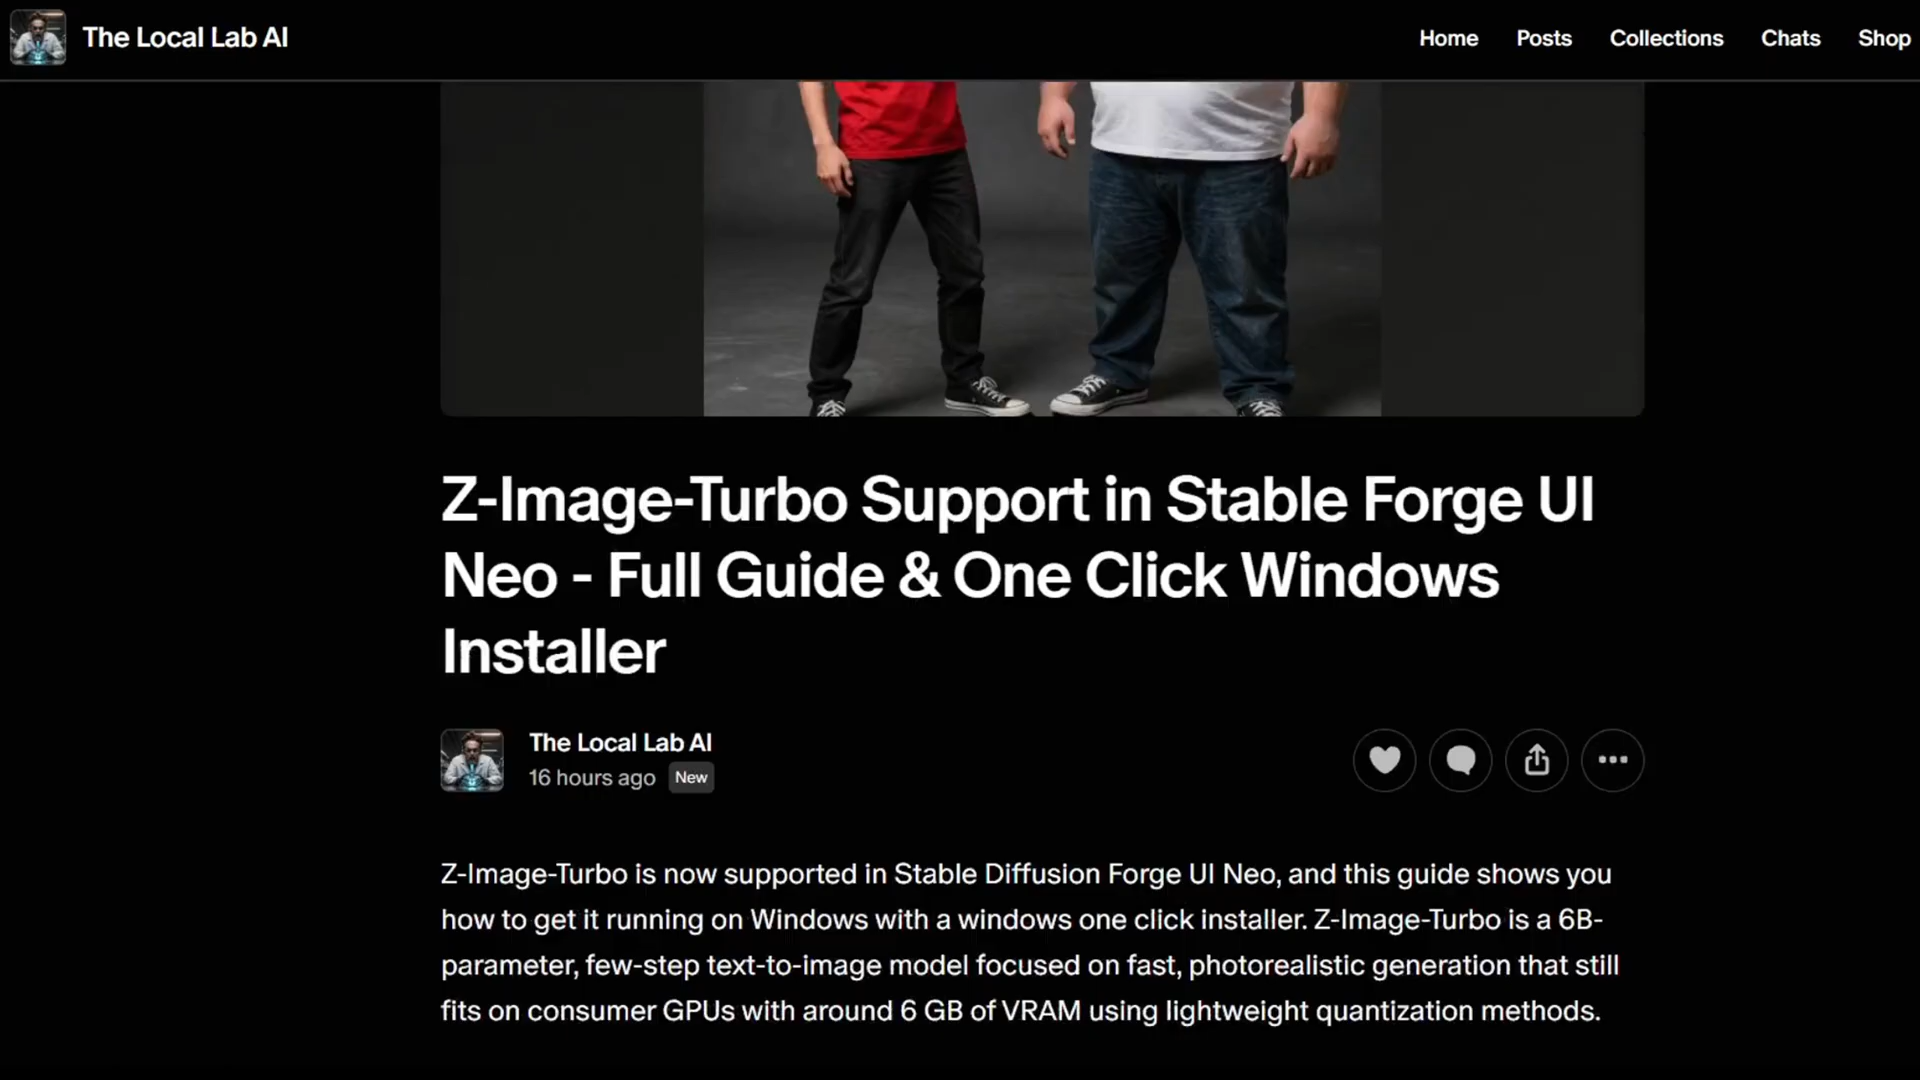 The Local Lab AI
Home
Posts
Collections
Chats
Shop
Z-Image-Turbo Support in Stable Forge UI
Neo - Full Guide & One Click Windows
Installer
The Local Lab AI
16 hours ago
New
Z-Image-Turbo is now supported in Stable Diffusion Forge UI Neo, and this guide shows you
how to get it running on Windows with a windows one click installer. Z-Image-Turbo is a 6B-
parameter, few-step text-to-image model focused on fast, photorealistic generation that still
fits on consumer GPUs with around 6 GB of VRAM using lightweight quantization methods.